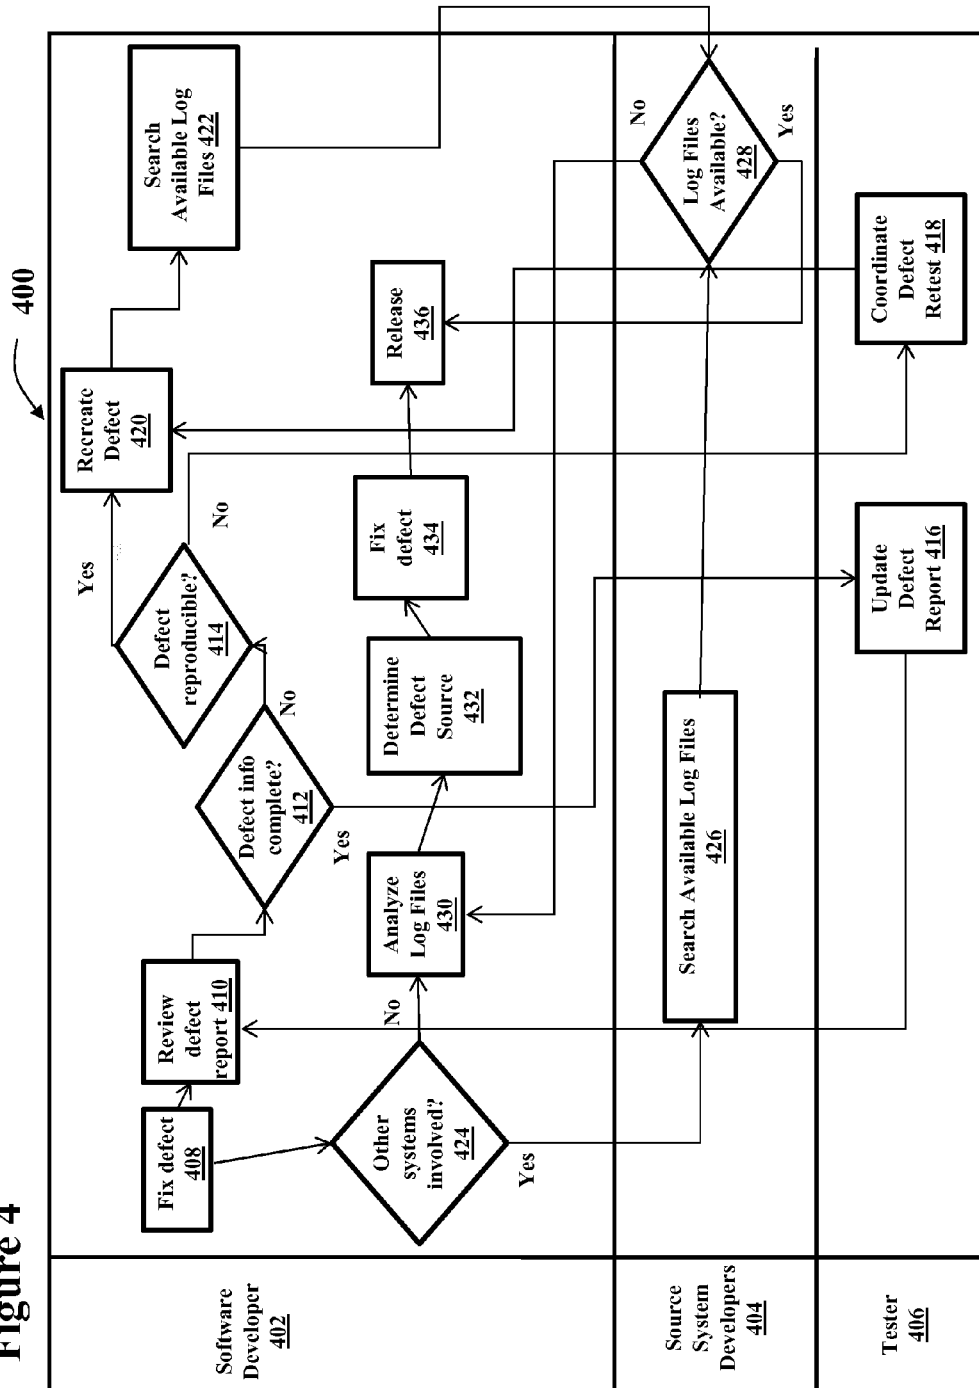 Figure 4
400
Software
Developer
402
Fix defect
408
Review
defect
report 410
Defect info
complete?
412
No
Yes
Defect
reproducible?
414
Yes
No
Recreate
Defect
420
Search
Available Log
Files 422
Other
systems
involved?
424
No
Yes
Analyze
Log Files
430
Determine
Defect
Source
432
Fix
defect
434
Release
436
Source
System
Developers
404
Search Available Log Files
426
Log Files
Available?
428
No
Yes
Tester
406
Update
Defect
Report 416
Coordinate
Defect
Retest 418